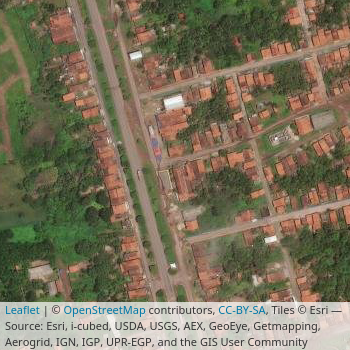 Leaflet | © OpenStreetMap contributors, CC-BY-SA, Tiles © Esri —
Source: Esri, i-cubed, USDA, USGS, AEX, GeoEye, Getmapping,
Aerogrid, IGN, IGP, UPR-EGP, and the GIS User Community